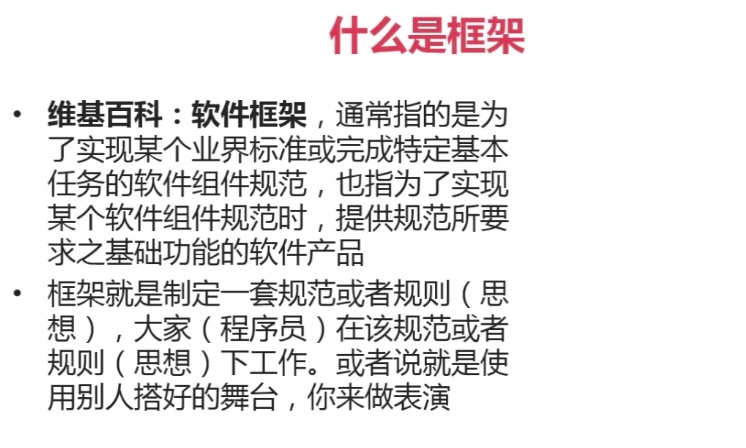 什么是框架
• 维基百科：软件框架，通常指的是为
了实现某个业界标准或完成特定基本
任务的软件组件规范，也指为了实现
某个软件组件规范时，提供规范所要
求之基础功能的软件产品
• 框架就是制定一套规范或者规则（思
想），大家（程序员）在该规范或者
规则（思想）下工作。或者说就是使
用别人搭好的舞台，你来做表演